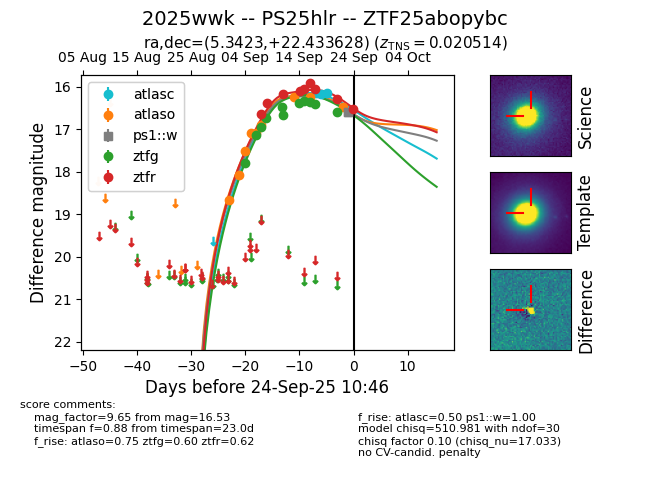 2025wwk -- PS25hlr -- ZTF25abopybc
ra,dec=(5.3423,+22.433628) (z_TNS = 0.020514)
05 Aug 15 Aug 25 Aug 04 Sep 14 Sep 24 Sep 04 Oct
atlasc
atlaso
ps1::w
ztfg
ztfr
16
17
18
19
20
21
22
Difference magnitude
−50 −40 −30 −20 −10 0 10
Days before 24-Sep-25 10:46
Science
Template
Difference
score comments:
mag_factor=9.65 from mag=16.53
timespan f=0.88 from timespan=23.0d
f_rise: atlaso=0.75 ztfg=0.60 ztfr=0.62
f_rise: atlasc=0.50 ps1::w=1.00
model chisq=510.981 with ndof=30
chisq factor 0.10 (chisq_nu=17.033)
no CV-candid. penalty